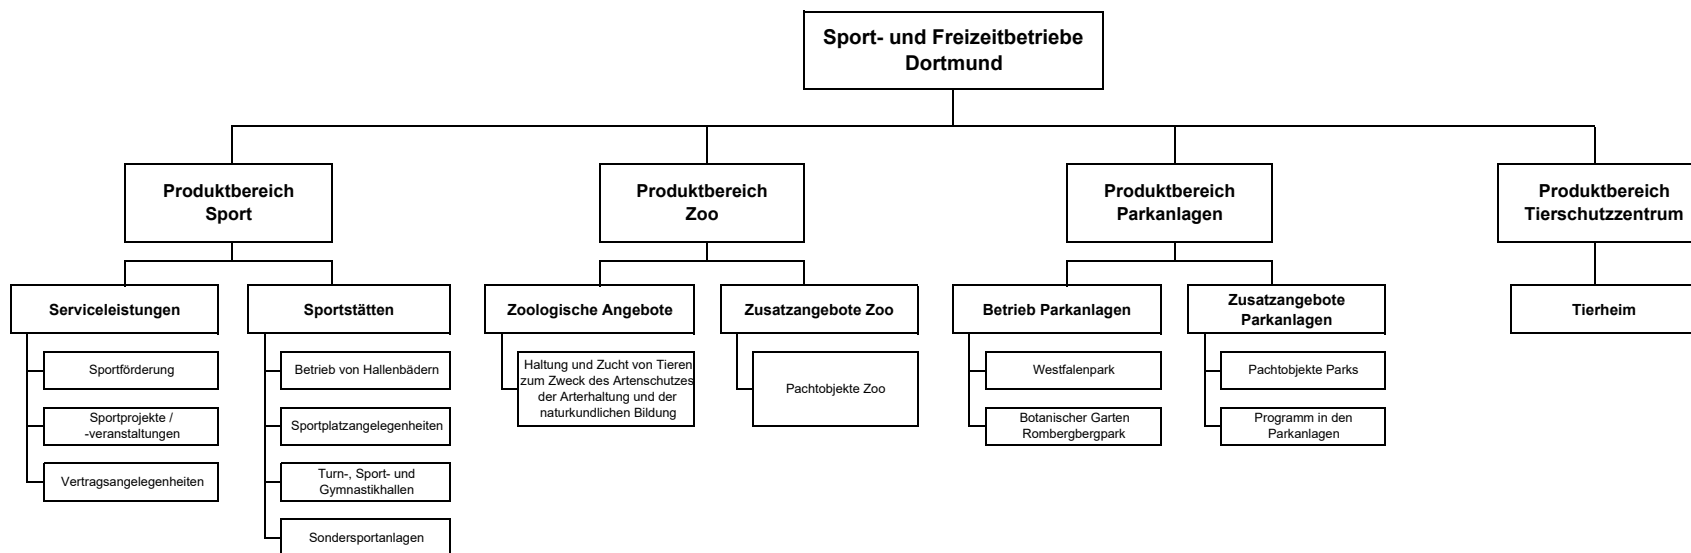 Sport- und Freizeitbetriebe
Dortmund
Produktbereich
Sport
Produktbereich
Zoo
Produktbereich
Parkanlagen
Produktbereich
Tierschutzzentrum
Serviceleistungen
Sportstätten
Zoologische Angebote
Zusatzangebote Zoo
Betrieb Parkanlagen
Zusatzangebote
Parkanlagen
Tierheim
Sportförderung
Sportprojekte /
-veranstaltungen
Vertragsangelegenheiten
Betrieb von Hallenbädern
Sportplatzangelegenheiten
Turn-, Sport- und
Gymnastikhallen
Sondersportanlagen
Haltung und Zucht von Tieren
zum Zweck des Artenschutzes
der Arterhaltung und der
naturkundlichen Bildung
Pachtobjekte Zoo
Westfalenpark
Botanischer Garten
Rombergbergpark
Pachtobjekte Parks
Programm in den
Parkanlagen